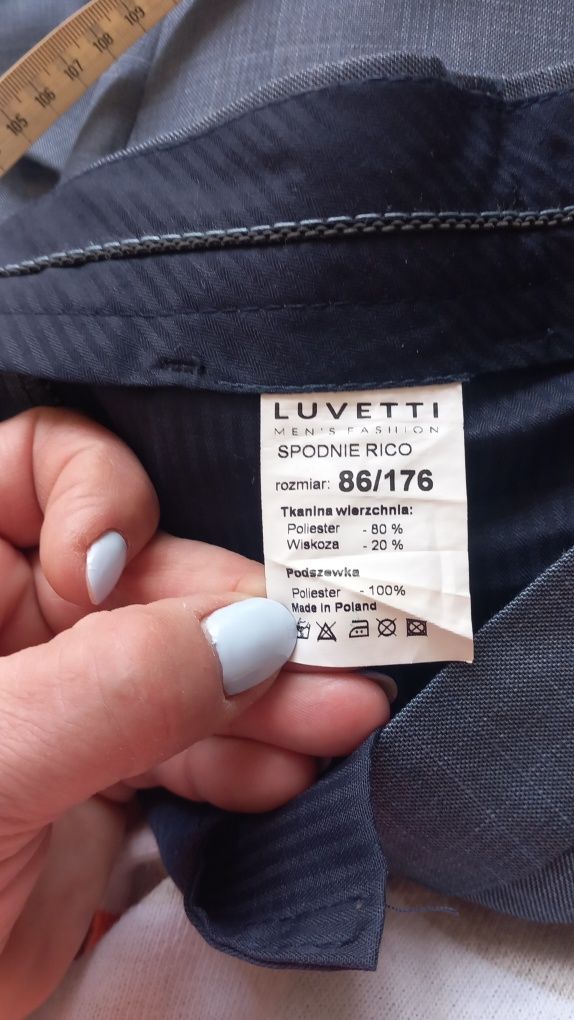 109
108
107
106
105
LUVETTI
MEN'S FASHION
SPODNIE RICO
rozmiar: 86/176
Tkanina wierzchnia:
Poliester - 80 %
Wiskoza - 20 %
Podszewka
Poliester - 100%
Made in Poland